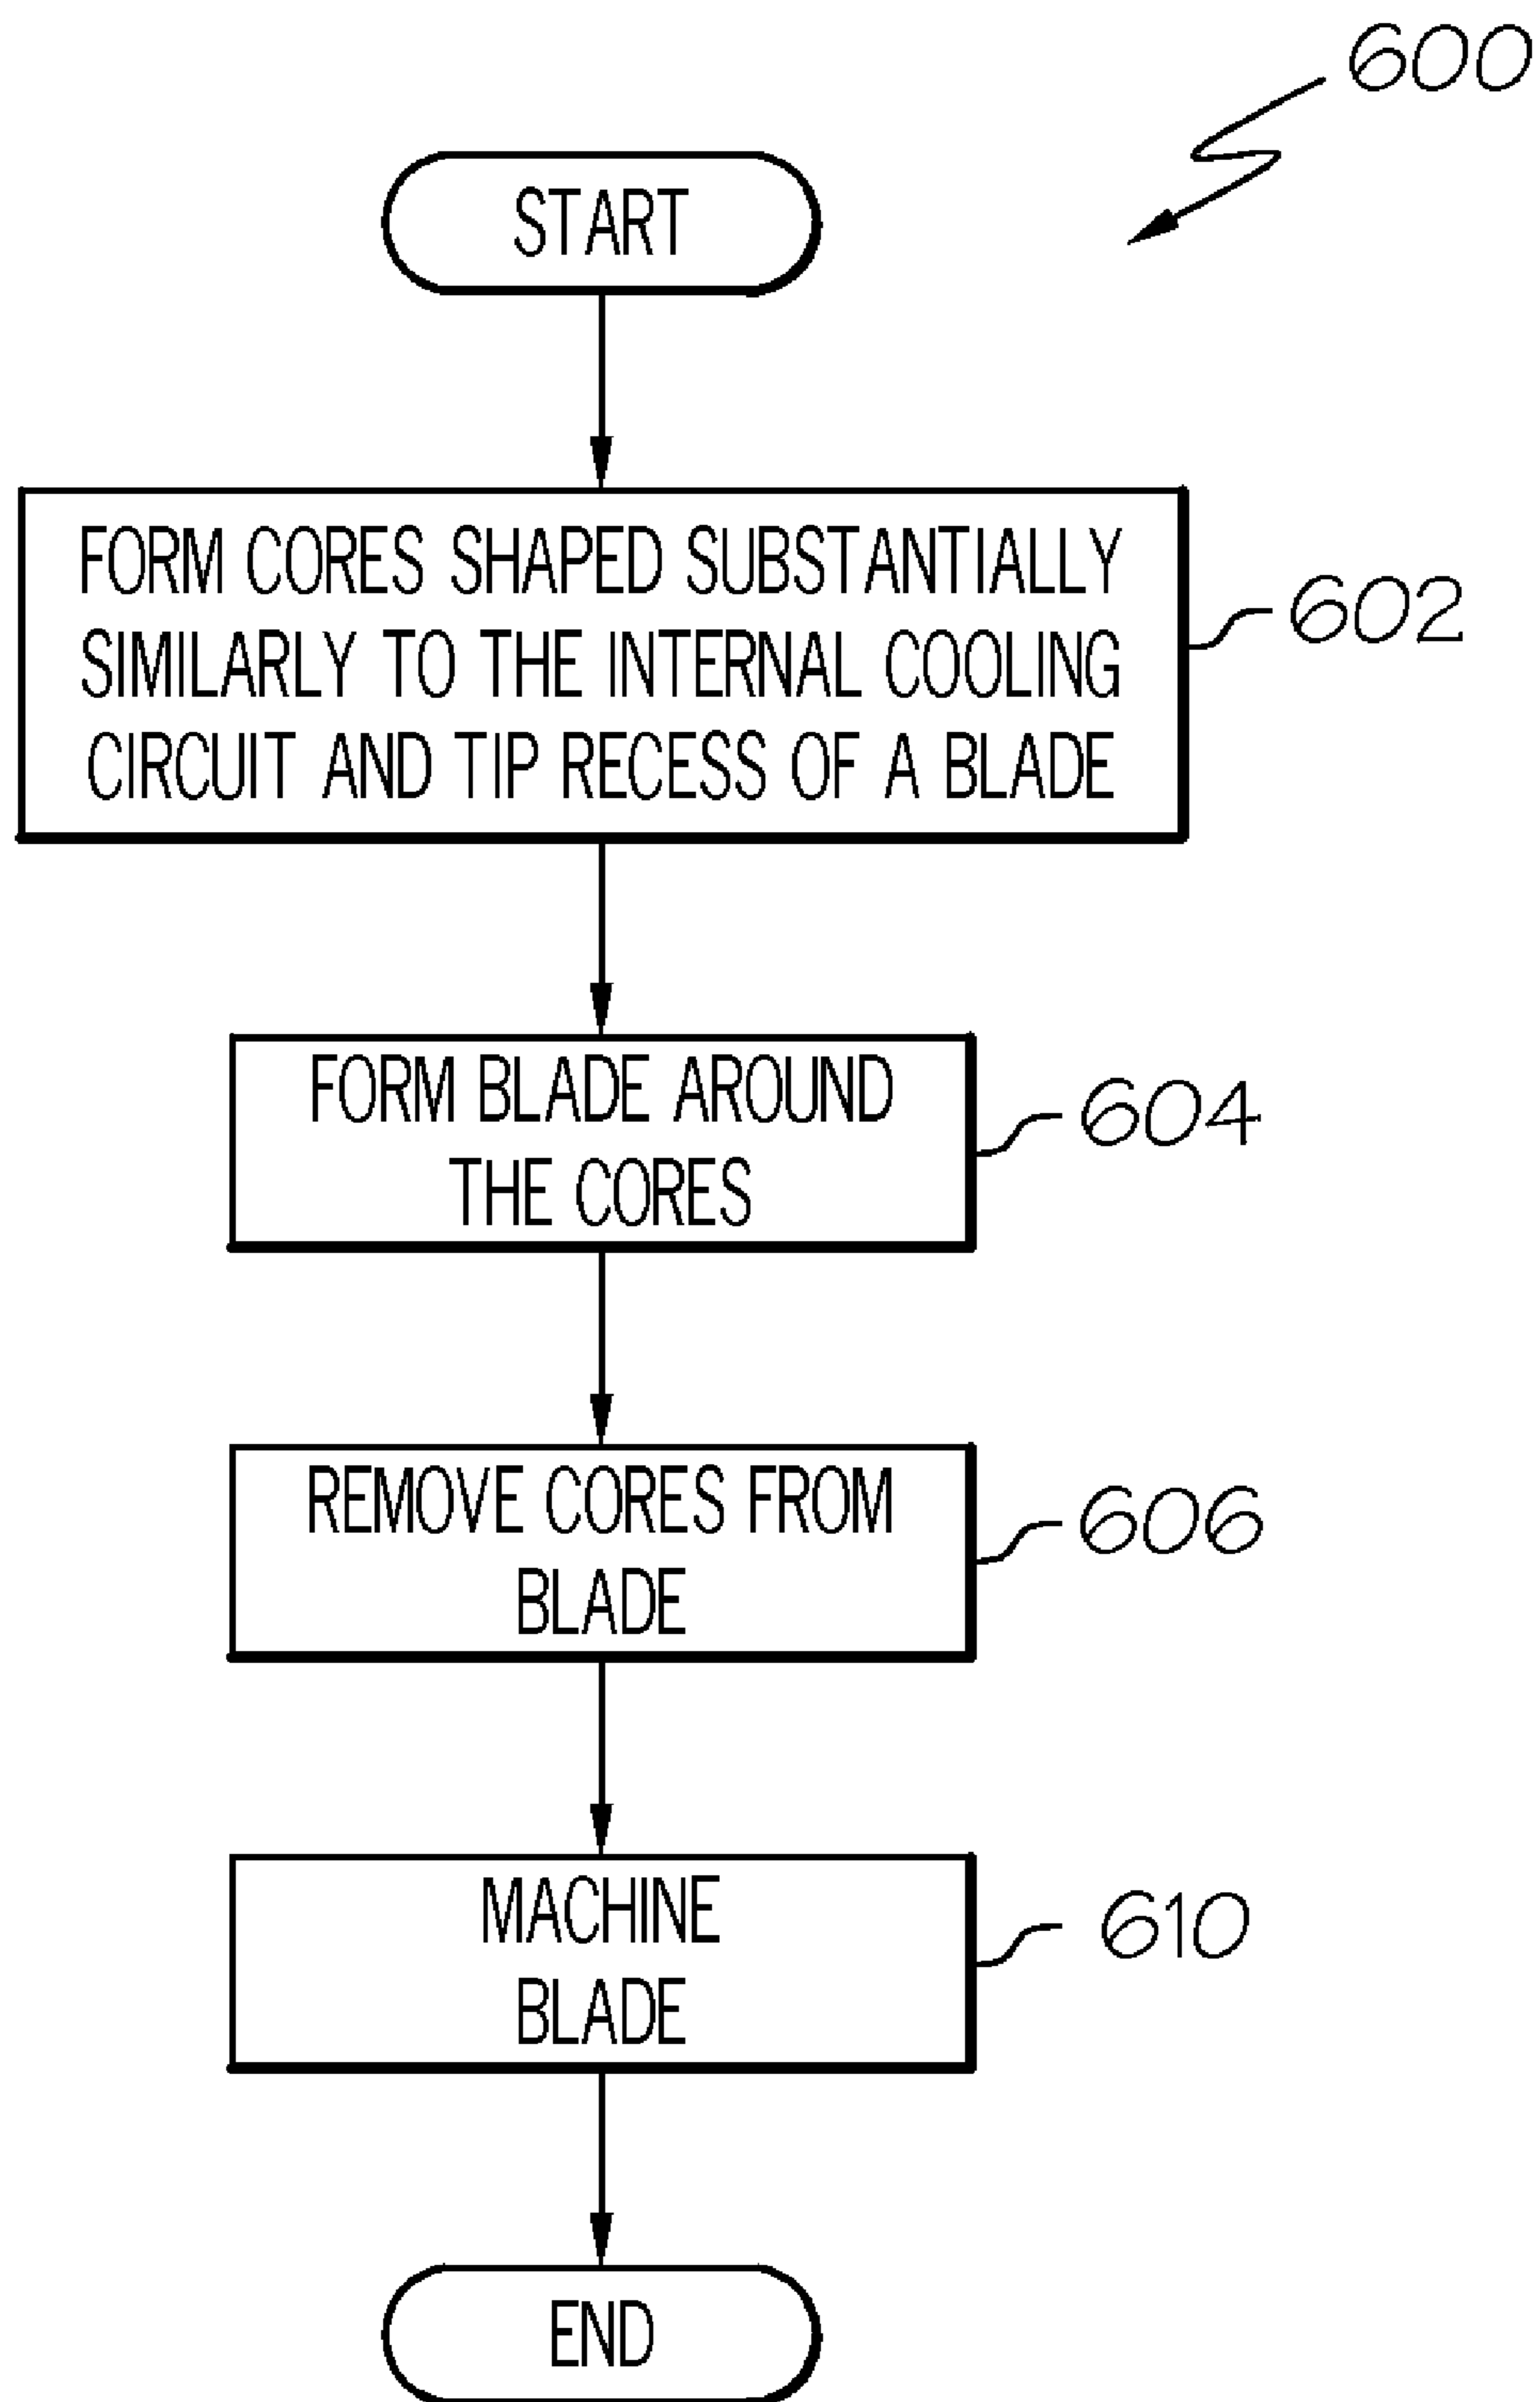 600
START
FORM CORES SHAPED SUBSTANTIALLY
SIMILARLY TO THE INTERNAL COOLING
CIRCUIT AND TIP RECESS OF A BLADE
602
FORM BLADE AROUND
THE CORES
604
REMOVE CORES FROM
BLADE
606
MACHINE
BLADE
610
END